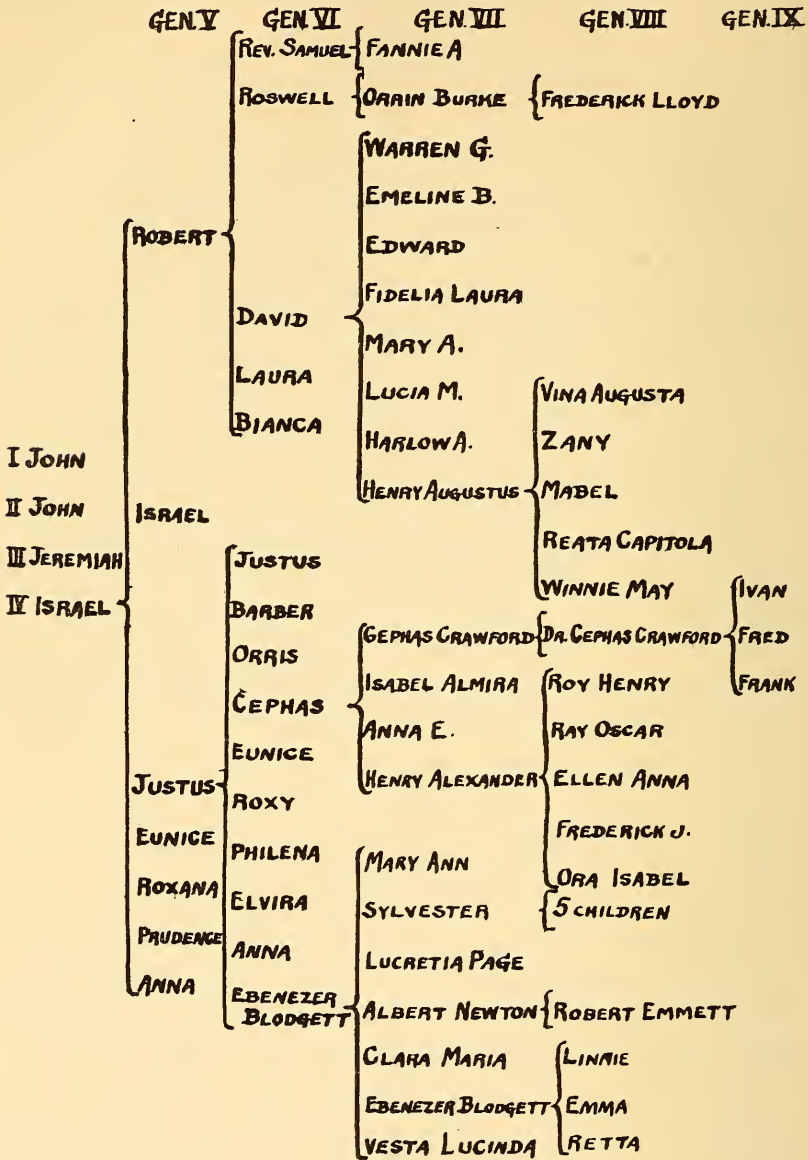 GEN. V GEN. VI GEN. VII GEN. VIII GEN. IX
REV. SAMUEL FANNIE A
ROSWELL ORRIN BURKE FREDERICK LLOYD
WARREN G.
EMELINE B.
ROBERT EDWARD
FIDELIA LAURA
DAVID
MARY A.
LAURA LUCIA M. VINA AUGUSTA
BIANCA HARLOW A. ZANY
I JOHN
HENRY AUGUSTUS MABEL
II JOHN ISRAEL
REATA CAPITOLA
III JEREMIAH JUSTUS
WINNIE MAY IVAN
IV ISRAEL BARBER
GEPHAS CRAWFORD DR. CEPHAS CRAWFORD FRED
ORRIS
ISABEL ALMIRA ROY HENRY FRANK
CEPHAS
ANNA E. RAY OSCAR
EUNICE
JUSTUS HENRY ALEXANDER ELLEN ANNA
ROXY
EUNICE FREDERICK J.
PHILENA MARY ANN
ROXANA ORA ISABEL
ELVIRA SYLVESTER 5 CHILDREN
PRUDENCE
ANNA LUCRETIA PAGE
ANNA
EBENEZER
BLODGETT ALBERT NEWTON ROBERT EMMETT
CLARA MARIA LINNIE
EBENEZER BLODGETT EMMA
VESTA LUCINDA RETTA